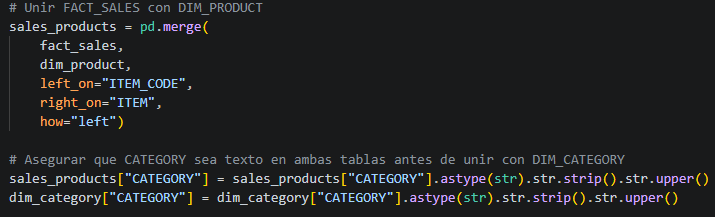 # Unir FACT_SALES con DIM_PRODUCT
sales_products = pd.merge(
    fact_sales,
    dim_product,
    left_on="ITEM_CODE",
    right_on="ITEM",
    how="left")

# Asegurar que CATEGORY sea texto en ambas tablas antes de unir con DIM_CATEGORY
sales_products["CATEGORY"] = sales_products["CATEGORY"].astype(str).str.strip().str.upper()
dim_category["CATEGORY"] = dim_category["CATEGORY"].astype(str).str.strip().str.upper()